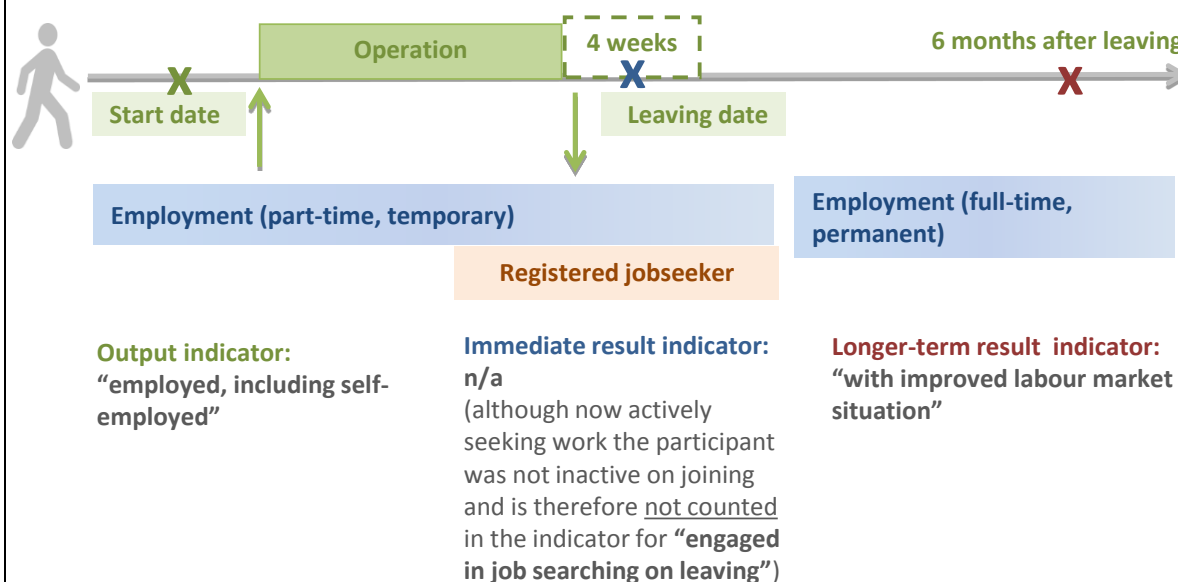 Operation
4 weeks
6 months after leaving
X
X
X
Start date
Leaving date
Employment (part-time, temporary)
Employment (full-time,
permanent)
Registered jobseeker
Output indicator:
“employed, including self-
employed”
Immediate result indicator:
n/a
(although now actively
seeking work the participant
was not inactive on joining
and is therefore not counted
in the indicator for “engaged
in job searching on leaving”)
Longer-term result  indicator:
“with improved labour market
situation”